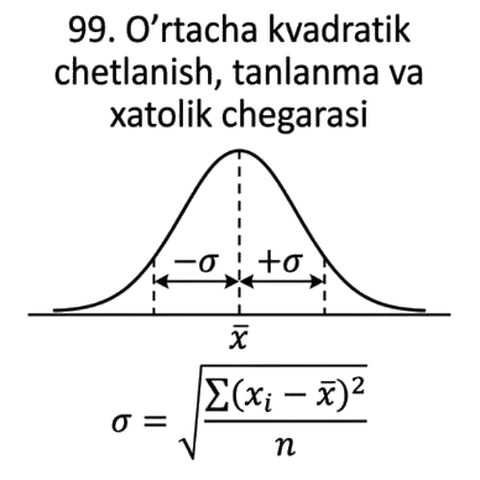 99. O’rtacha kvadratik
chetlanish, tanlanma va
xatolik chegarasi
−σ +σ
x̄
σ = √(∑(xᵢ − x̄)² / n)